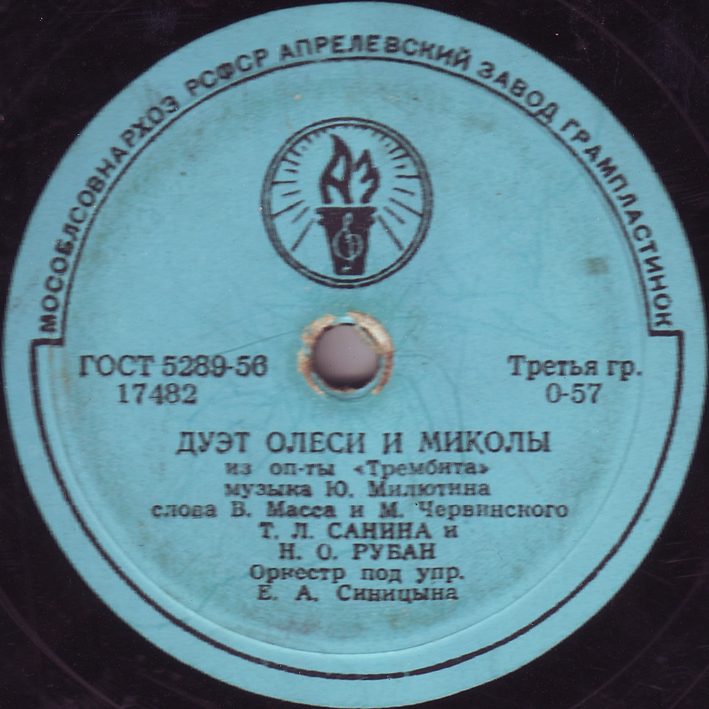 МОСОБЛСОВНАРХОЗ РСФСР АПРЕЛЕВСКИЙ ЗАВОД ГРАМПЛАСТИНОК
АЗ
ГОСТ 5289-56
17482
Третья гр.
0-57
ДУЭТ ОЛЕСИ И МИКОЛЫ
из оп-ты «Трембита»
музыка Ю. Милютина
слова В. Масса и М. Червинского
Т. Л. САНИНА и
Н. О. РУБАН
Оркестр под упр.
Е. А. Синицына